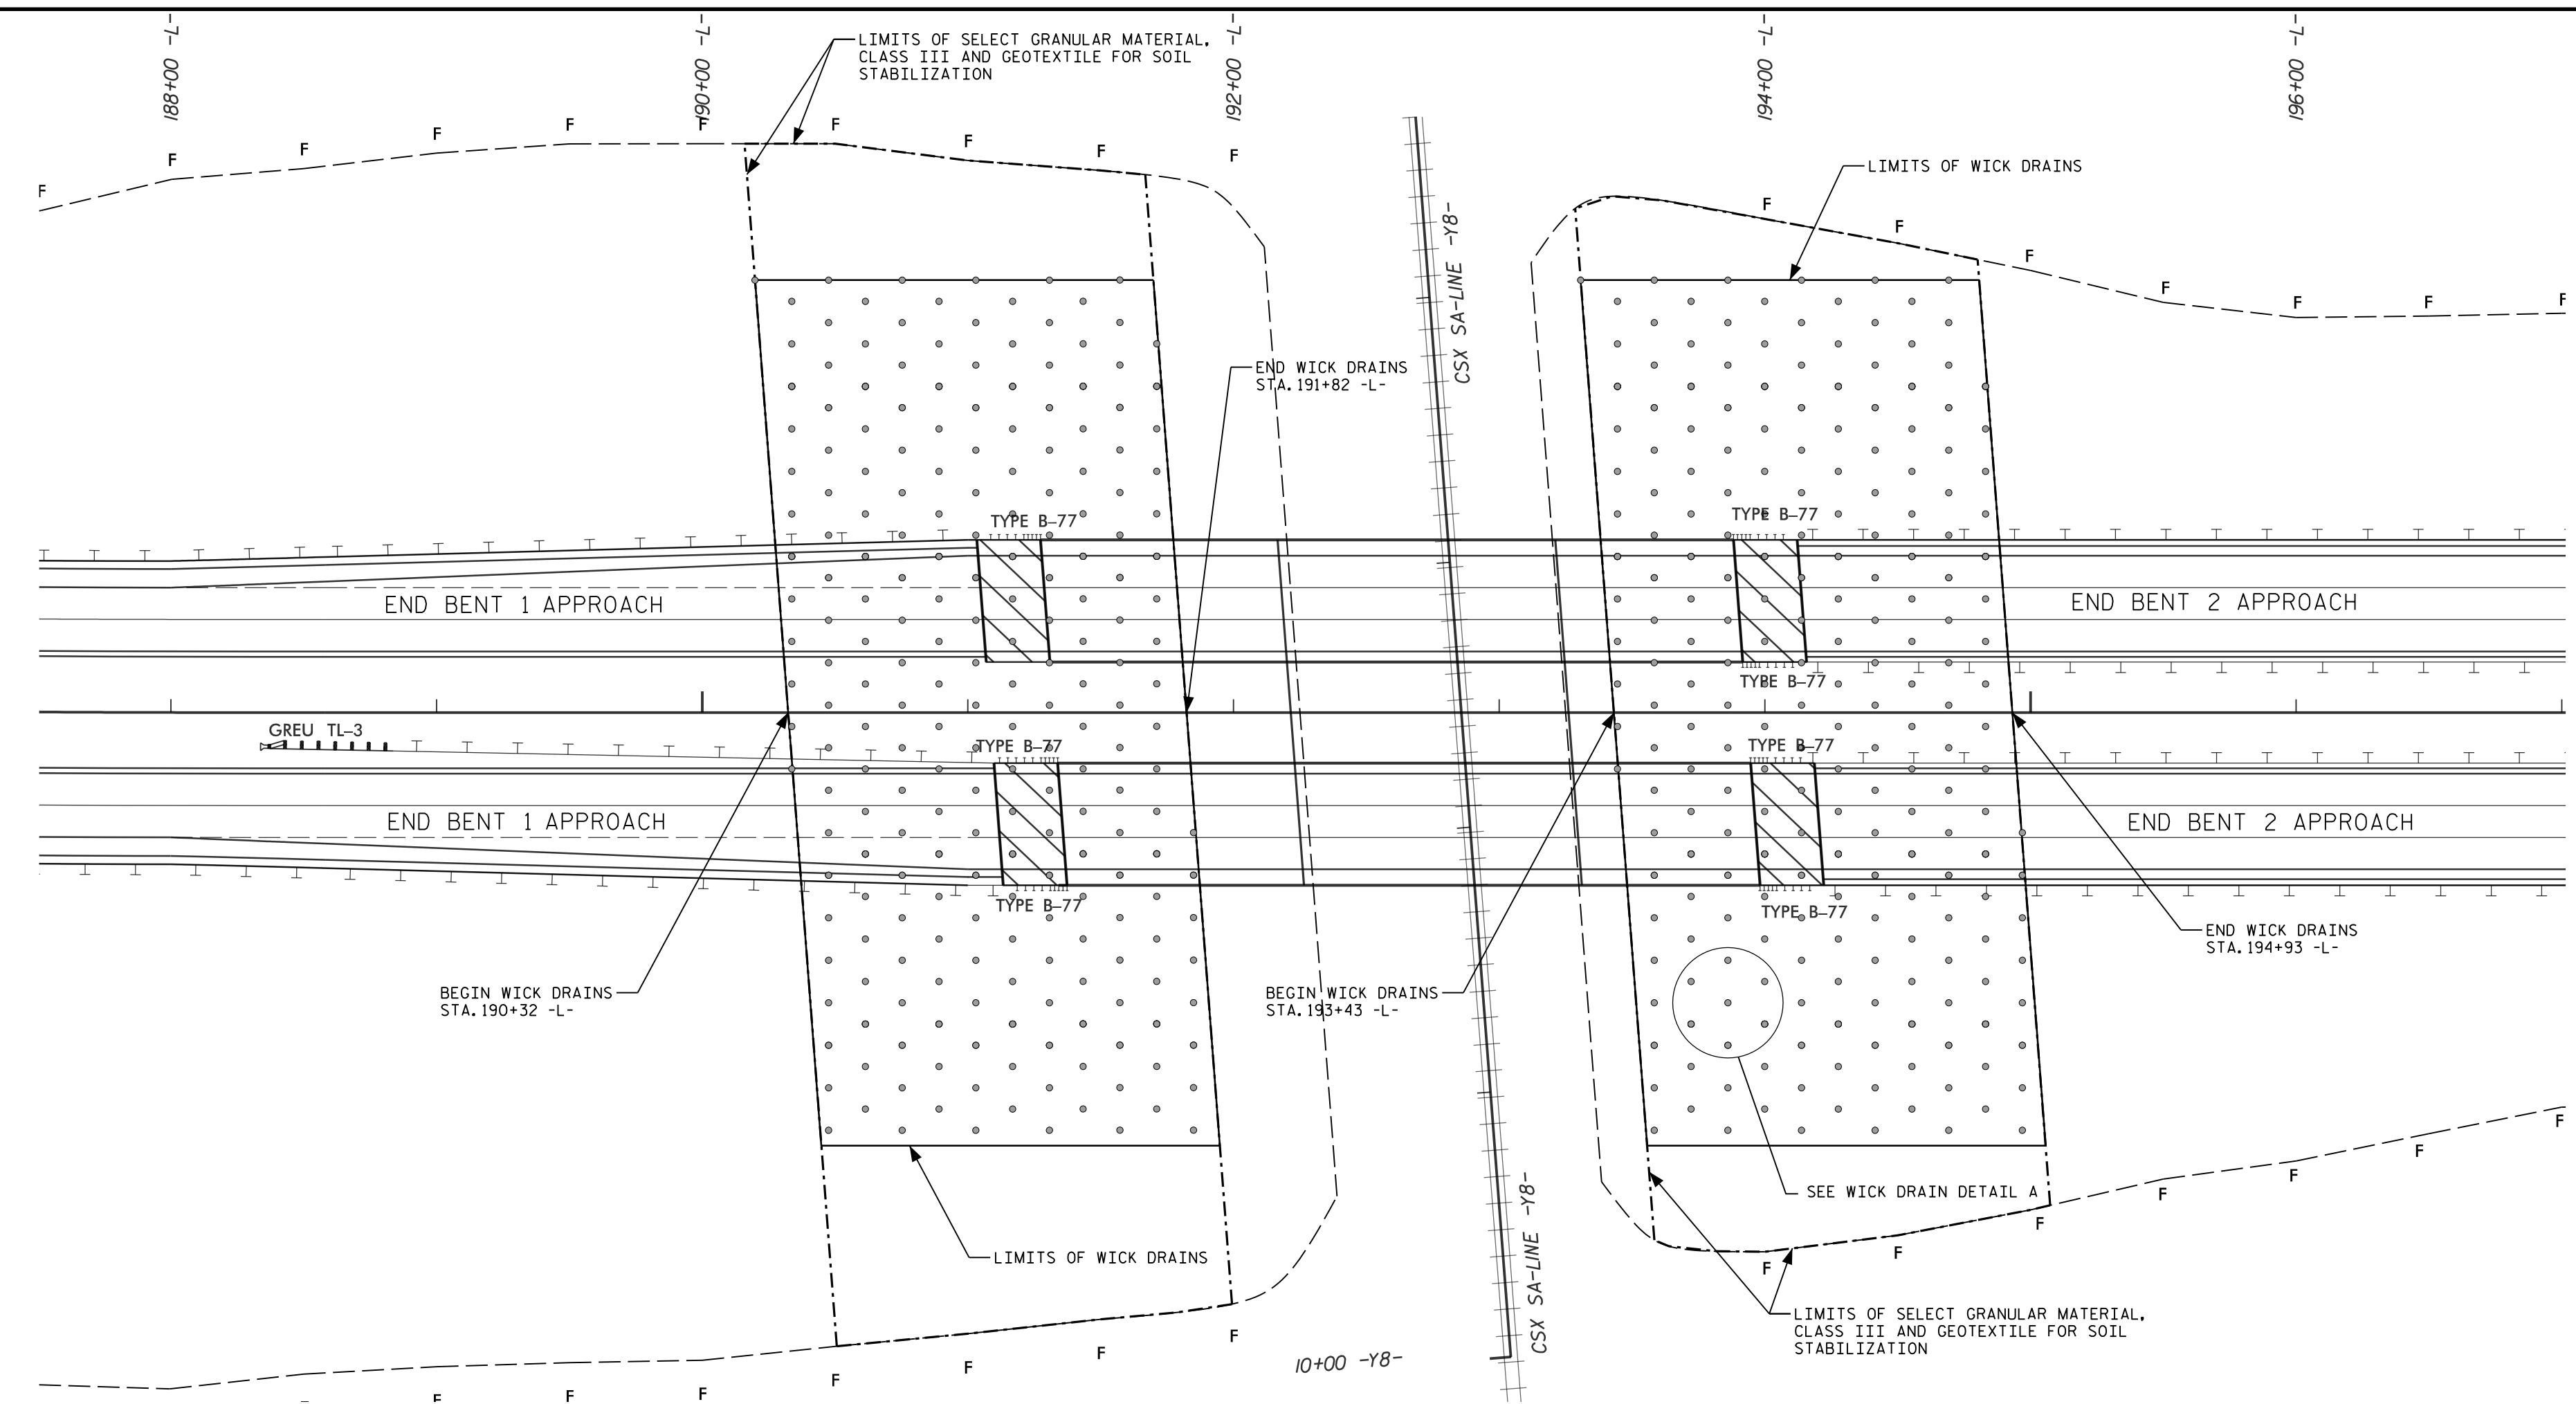 188+00 -L-
190+00 -L-
192+00 -L-
194+00 -L-
196+00 -L-
LIMITS OF SELECT GRANULAR MATERIAL,
CLASS III AND GEOTEXTILE FOR SOIL
STABILIZATION
F
F
F
F
F
F
F
F
F
F
LIMITS OF WICK DRAINS
F
F
F
F
F
F
F
CSX SA-LINE -Y8-
END WICK DRAINS
STA. 191+82 -L-
TYPE B-77
TYPE B-77
END BENT 1 APPROACH
END BENT 2 APPROACH
TYPE B-77
GREU TL-3
TYPE B-77
TYPE B-77
END BENT 1 APPROACH
END BENT 2 APPROACH
TYPE B-77
TYPE B-77
END WICK DRAINS
STA. 194+93 -L-
BEGIN WICK DRAINS
STA. 190+32 -L-
BEGIN WICK DRAINS
STA. 193+43 -L-
SEE WICK DRAIN DETAIL A
LIMITS OF WICK DRAINS
CSX SA-LINE -Y8-
F
F
F
F
F
F
F
LIMITS OF SELECT GRANULAR MATERIAL,
CLASS III AND GEOTEXTILE FOR SOIL
STABILIZATION
10+00 -Y8-
F
F
F
F
F
F
F
F